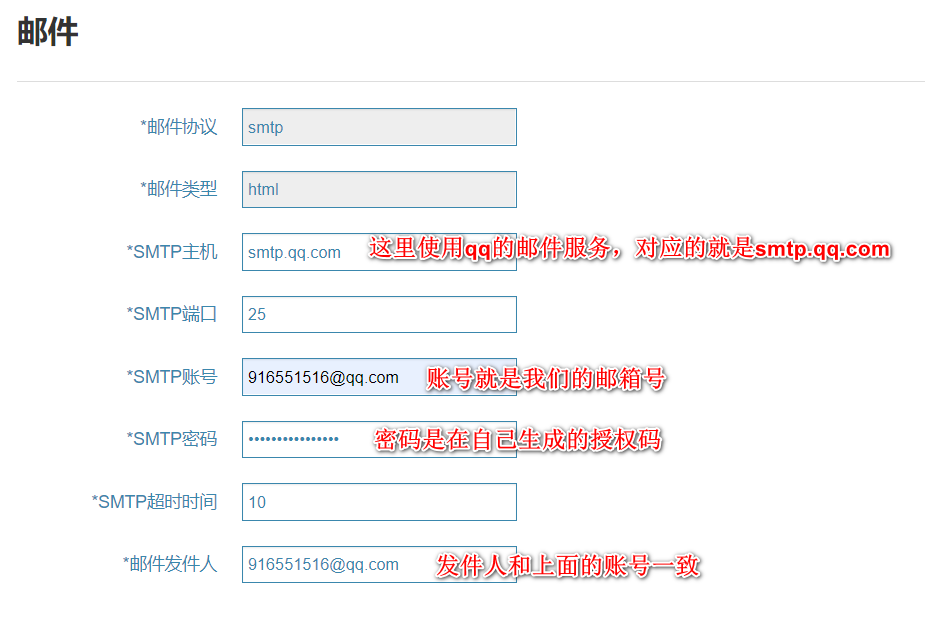 邮件
*邮件协议 smtp
*邮件类型 html
*SMTP主机 smtp.qq.com 这里使用qq的邮件服务，对应的就是smtp.qq.com
*SMTP端口 25
*SMTP账号 916551516@qq.com 账号就是我们的邮箱号
*SMTP密码 •••••••••••••••• 密码是在自己生成的授权码
*SMTP超时时间 10
*邮件发件人 916551516@qq.com 发件人和上面的账号一致